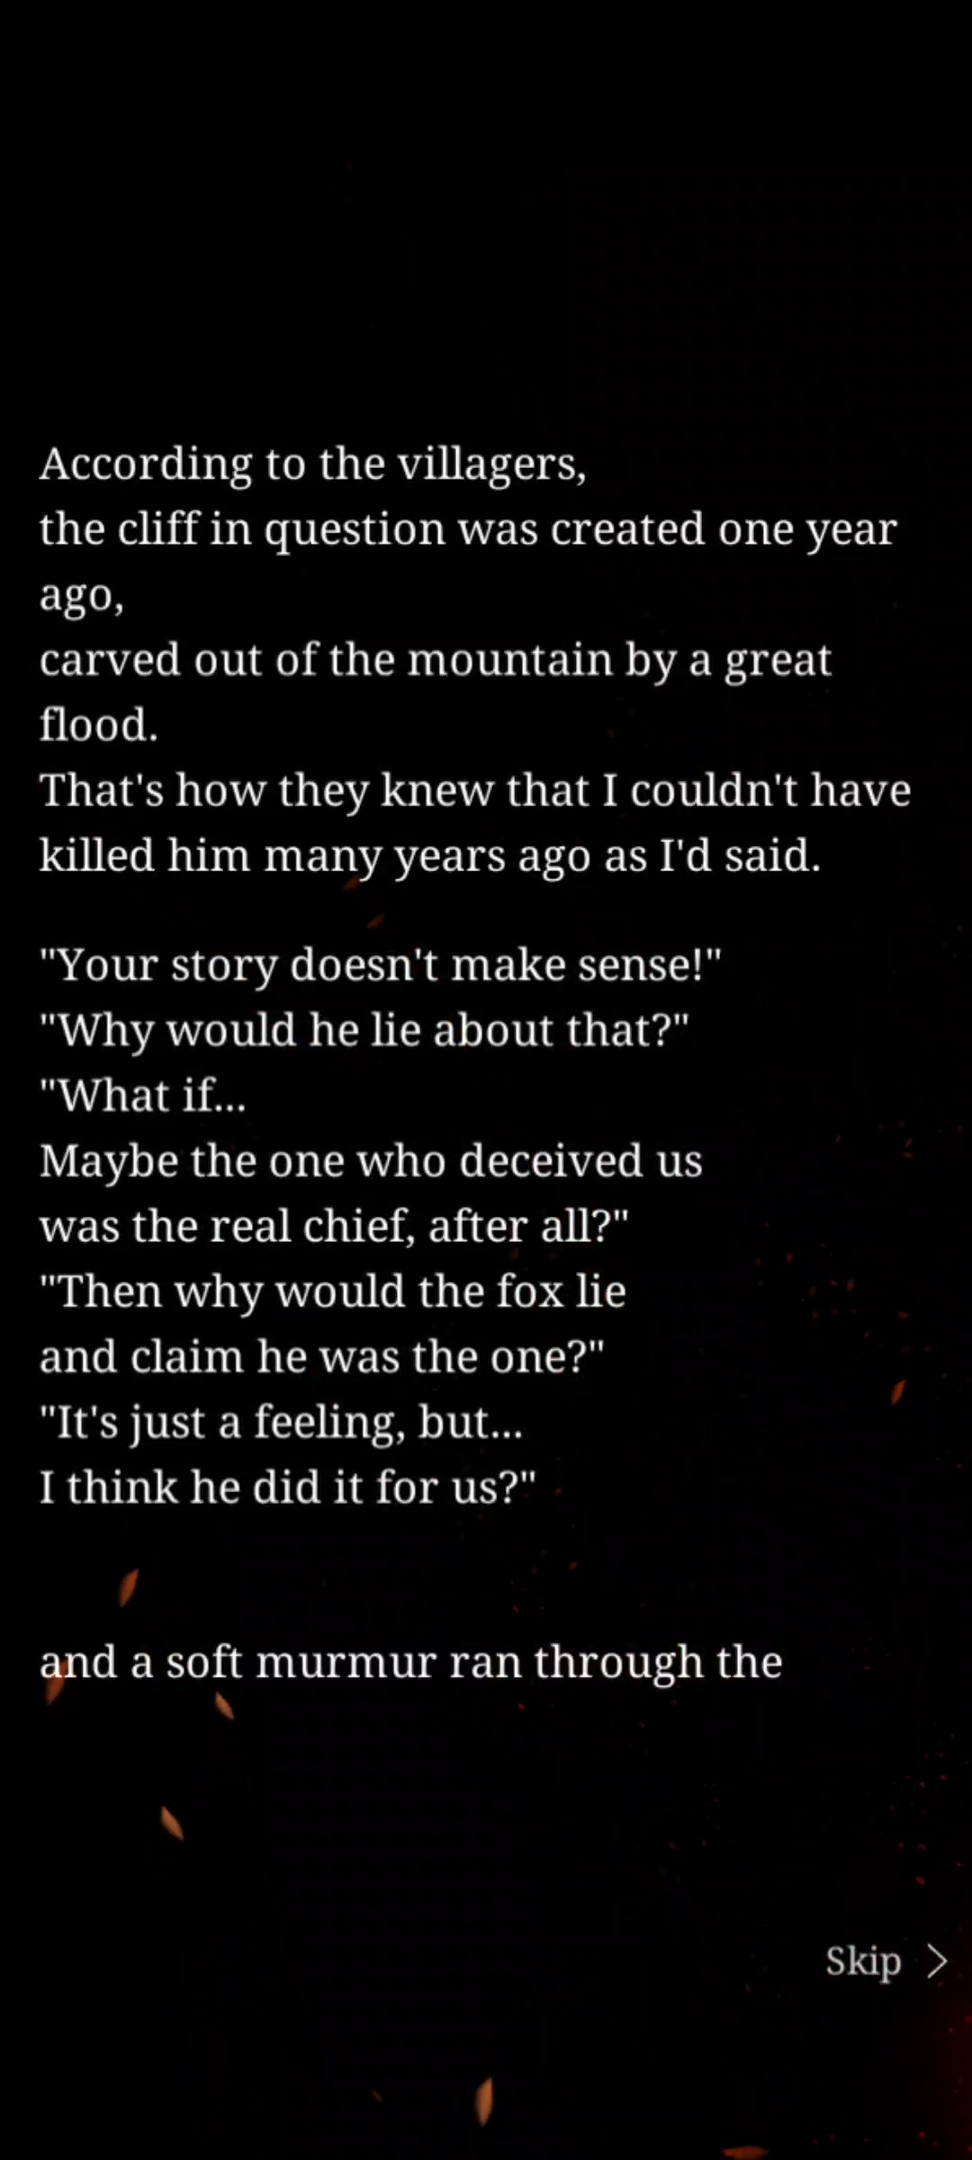 According to the villagers,
the cliff in question was created one year
ago,
carved out of the mountain by a great
flood.
That's how they knew that I couldn't have
killed him many years ago as I'd said.
"Your story doesn't make sense!"
"Why would he lie about that?"
"What if...
Maybe the one who deceived us
was the real chief, after all?"
"Then why would the fox lie
and claim he was the one?"
"It's just a feeling, but...
I think he did it for us?"
and a soft murmur ran through the
Skip